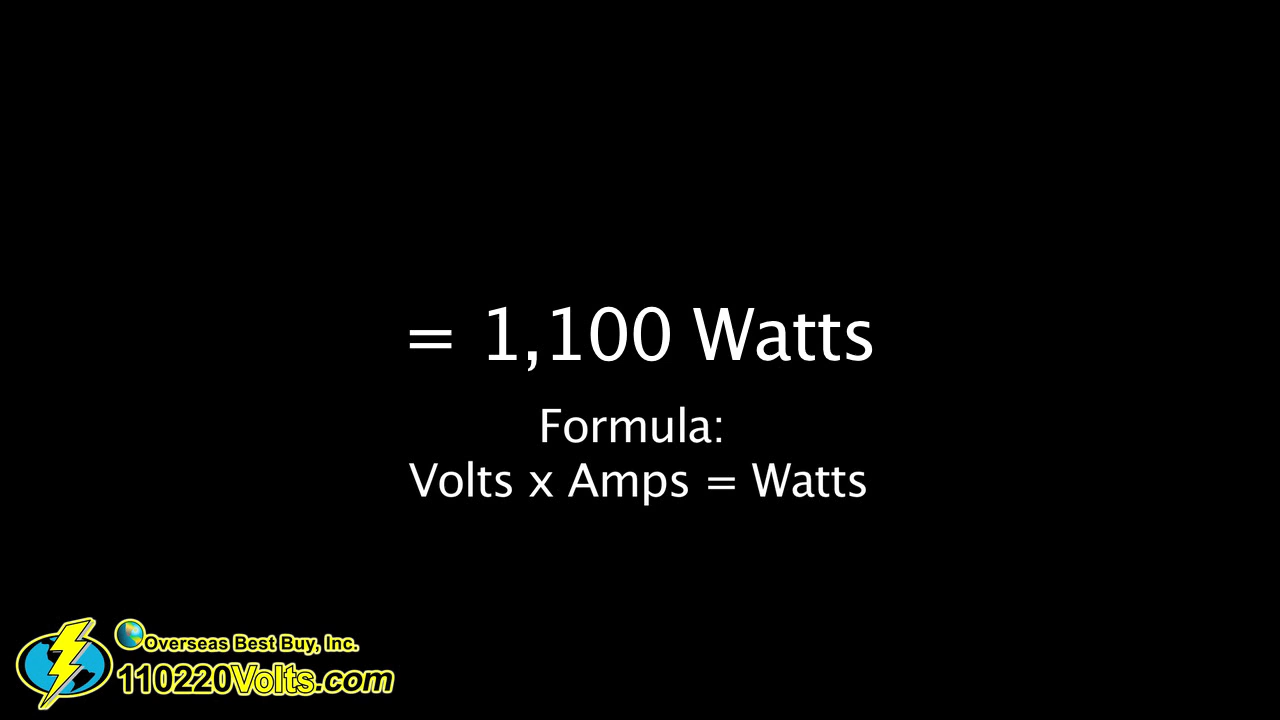 = 1,100 Watts
Formula:
Volts x Amps = Watts
Overseas Best Buy, Inc.
110220Volts.com